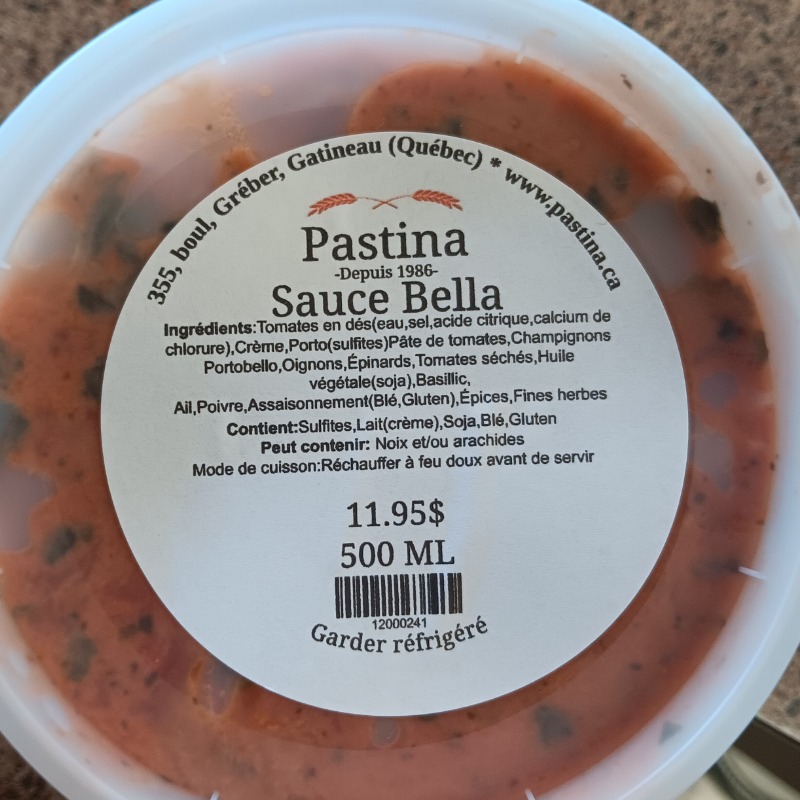 355, boul, Gréber, Gatineau (Québec) * www.pastina.ca
Pastina
-Depuis 1986-
Sauce Bella
Ingrédients:Tomates en dés(eau,sel,acide citrique,calcium de
chlorure),Crème,Porto(sulfites)Pâte de tomates,Champignons
Portobello,Oignons,Épinards,Tomates séchés,Huile
végétale(soja),Basillic,
Ail,Poivre,Assaisonnement(Blé,Gluten),Épices,Fines herbes
Contient:Sulfites,Lait(crème),Soja,Blé,Gluten
Peut contenir: Noix et/ou arachides
Mode de cuisson:Réchauffer à feu doux avant de servir
11.95$
500 ML
12000241
Garder réfrigéré